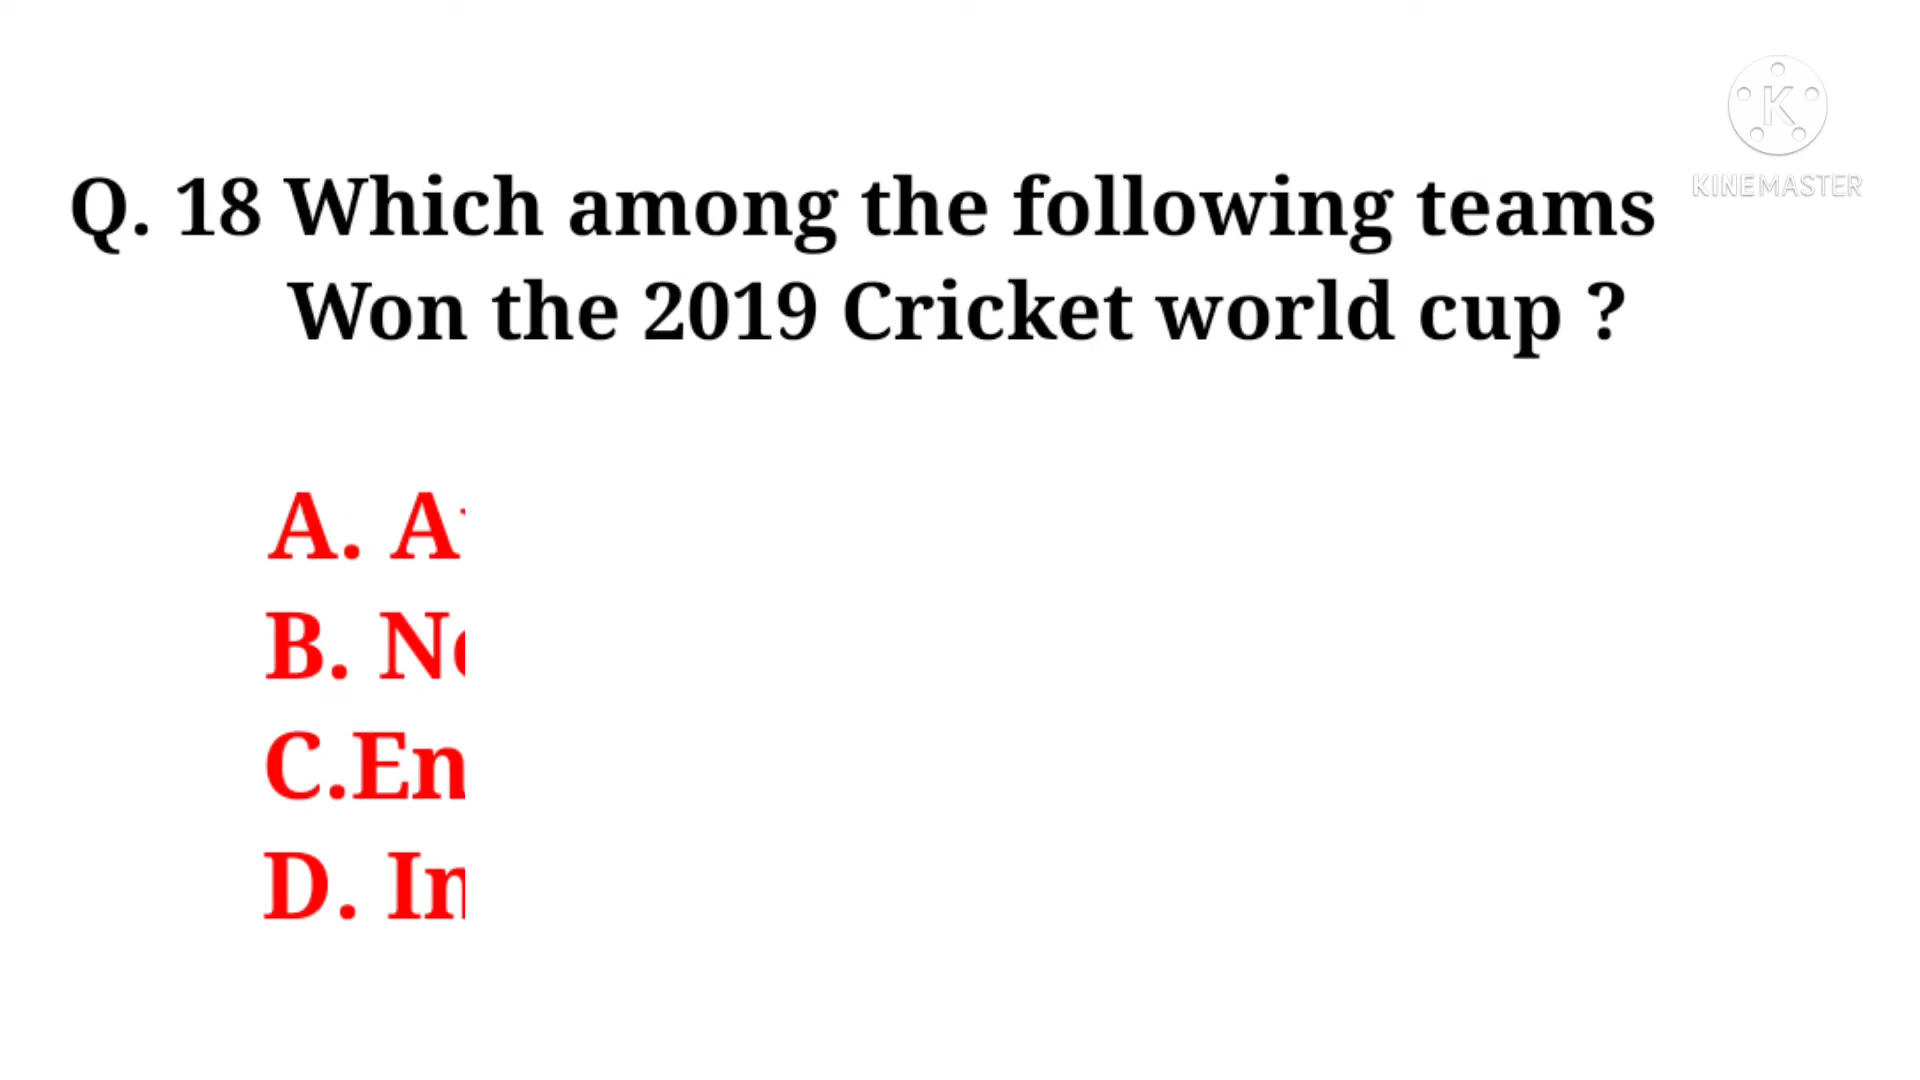 KINEMASTER
Q. 18 Which among the following teams
Won the 2019 Cricket world cup ?
A. A
B. N
C.En
D. In